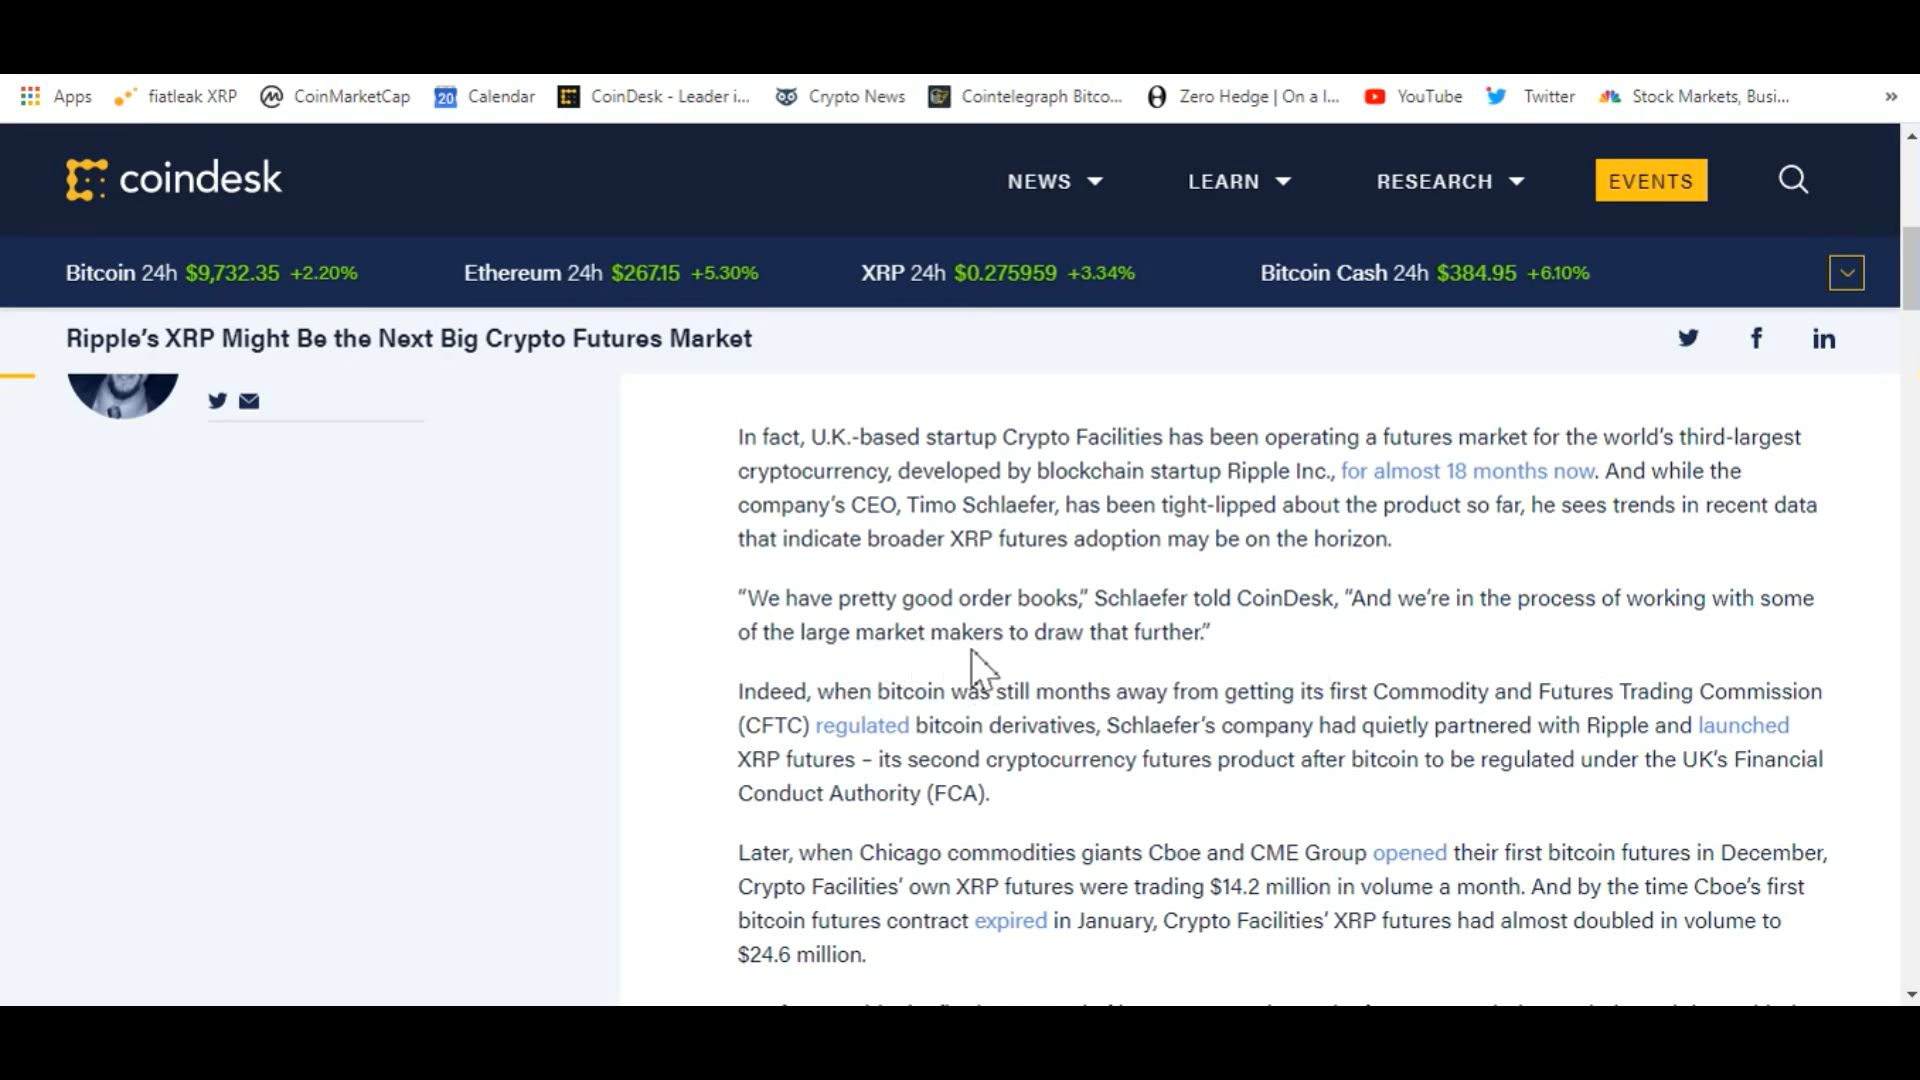 Apps fiatleak XRP CoinMarketCap 20 Calendar CoinDesk - Leader i... Crypto News Cointelegraph Bitco... Zero Hedge | On a l... YouTube Twitter Stock Markets, Busi... »
coindesk NEWS LEARN RESEARCH EVENTS
Bitcoin 24h $9,732.35 +2.20% Ethereum 24h $267.15 +5.30% XRP 24h $0.275959 +3.34% Bitcoin Cash 24h $384.95 +6.10%
Ripple’s XRP Might Be the Next Big Crypto Futures Market
In fact, U.K.-based startup Crypto Facilities has been operating a futures market for the world’s third-largest
cryptocurrency, developed by blockchain startup Ripple Inc., for almost 18 months now. And while the
company’s CEO, Timo Schlaefer, has been tight-lipped about the product so far, he sees trends in recent data
that indicate broader XRP futures adoption may be on the horizon.
“We have pretty good order books,” Schlaefer told CoinDesk, “And we’re in the process of working with some
of the large market makers to draw that further.”
Indeed, when bitcoin was still months away from getting its first Commodity and Futures Trading Commission
(CFTC) regulated bitcoin derivatives, Schlaefer’s company had quietly partnered with Ripple and launched
XRP futures – its second cryptocurrency futures product after bitcoin to be regulated under the UK’s Financial
Conduct Authority (FCA).
Later, when Chicago commodities giants Cboe and CME Group opened their first bitcoin futures in December,
Crypto Facilities’ own XRP futures were trading $14.2 million in volume a month. And by the time Cboe’s first
bitcoin futures contract expired in January, Crypto Facilities’ XRP futures had almost doubled in volume to
$24.6 million.